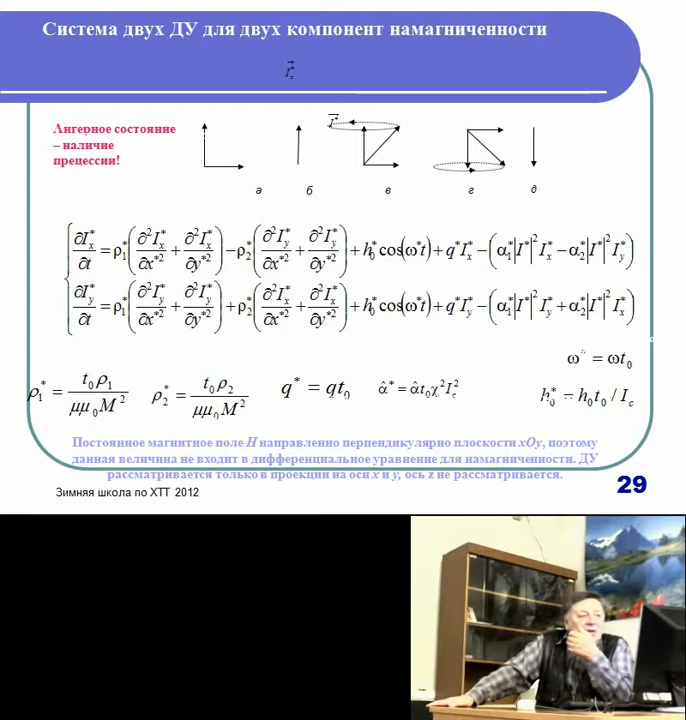 Система двух ДУ для двух компонент намагниченности
Ангерное состояние
– наличие
прецессии!
а б в г д
∂I*ₓ/∂t = ρ*₁(∂²I*ₓ/∂x*² + ∂²I*ₓ/∂y*²) – ρ*₂(∂²I*ᵧ/∂x*² + ∂²I*ᵧ/∂y*²) + h*₀ cos(ω*t) + q*I*ₓ – (α*₁|I*|²I*ₓ – α*₂|I*|²I*ᵧ)
∂I*ᵧ/∂t = ρ*₁(∂²I*ᵧ/∂x*² + ∂²I*ᵧ/∂y*²) + ρ*₂(∂²I*ₓ/∂x*² + ∂²I*ₓ/∂y*²) + h*₀ cos(ω*t) + q*I*ᵧ – (α*₁|I*|²I*ᵧ + α*₂|I*|²I*ₓ)
ω* = ωt₀
ρ₁* = t₀ρ₁ / μμ₀M² ρ₂* = t₀ρ₂ / μμ₀M² q* = qt₀ α̂* = α̂t₀χ²I²c h₀* = h₀t₀ / Ic
Постоянное магнитное поле H направленно перпендикулярно плоскости xOy, поэтому
данная величина не входит в дифференциальное уравнение для намагниченности. ДУ
рассматривается только в проекции на оси x и y, ось z не рассматривается.
Зимняя школа по ХТТ 2012
29